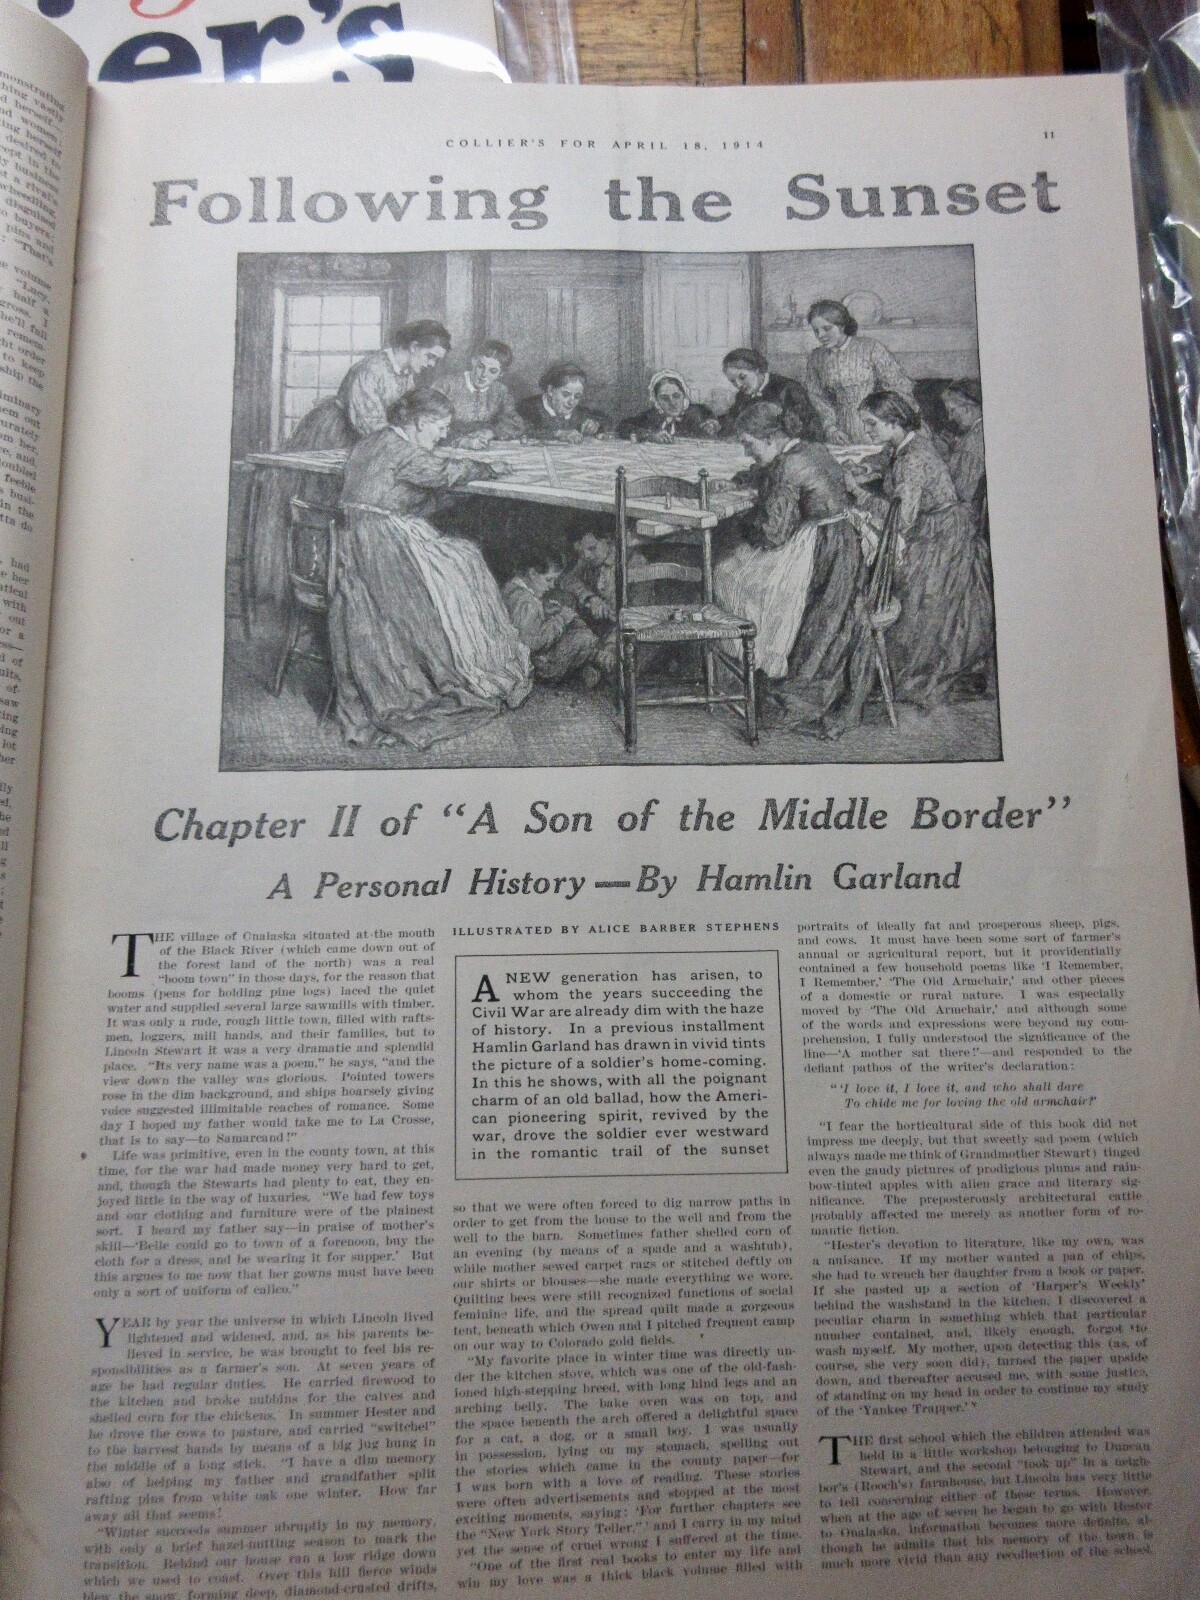 er's
COLLIER'S FOR APRIL 18, 1914
11
Following the Sunset
Chapter II of "A Son of the Middle Border"
A Personal History—By Hamlin Garland
THE village of Onalaska situated at the mouth
of the Black River (which came down out of
the forest land of the north) was a real
"boom town" in those days, for the reason that
booms (pens for holding pine logs) laced the quiet
water and supplied several large sawmills with timber.
It was only a rude, rough little town, filled with rafts-
men, loggers, mill hands, and their families, but to
Lincoln Stewart it was a very dramatic and splendid
place. "Its very name was a poem," he says, "and the
view down the valley was glorious. Pointed towers
rose in the dim background, and ships hoarsely giving
voice suggested illimitable reaches of romance. Some
day I hoped my father would take me to La Crosse,
that is to say—to Samarcand!"
Life was primitive, even in the county town, at this
time, for the war had made money very hard to get,
and, though the Stewarts had plenty to eat, they en-
joyed little in the way of luxuries. "We had few toys
and our clothing and furniture were of the plainest
sort. I heard my father say—in praise of mother's
skill—'Belle could go to town of a forenoon, buy the
cloth for a dress, and be wearing it for supper.' But
this argues to me now that her gowns must have been
only a sort of uniform of calico."
YEAR by year the universe in which Lincoln lived
lightened and widened, and, as his parents be-
lieved in service, he was brought to feel his re-
sponsibilities as a farmer's son. At seven years of
age he had regular duties. He carried firewood to
the kitchen and broke nubbins for the calves and
shelled corn for the chickens. In summer Hester and
he drove the cows to pasture, and carried "switchel"
to the harvest hands by means of a big jug hung in
the middle of a long stick. "I have a dim memory
also of helping my father and grandfather split
rafting pins from white oak one winter. How far
away all that seems!
"Winter succeeds summer abruptly in my memory,
with only a brief hazel-nutting season to mark the
transition. Behind our house ran a low ridge down
which we used to coast. Over this hill fierce winds
blew the snow, forming deep, diamond-crusted drifts,
ILLUSTRATED BY ALICE BARBER STEPHENS
A NEW generation has arisen, to
whom the years succeeding the
Civil War are already dim with the haze
of history. In a previous installment
Hamlin Garland has drawn in vivid tints
the picture of a soldier's home-coming.
In this he shows, with all the poignant
charm of an old ballad, how the Ameri-
can pioneering spirit, revived by the
war, drove the soldier ever westward
in the romantic trail of the sunset
so that we were often forced to dig narrow paths in
order to get from the house to the well and from the
well to the barn. Sometimes father shelled corn of
an evening (by means of a spade and a washtub),
while mother sewed carpet rags or stitched deftly on
our shirts or blouses—she made everything we wore.
Quilting bees were still recognized functions of social
feminine life, and the spread quilt made a gorgeous
tent, beneath which Owen and I pitched frequent camp
on our way to Colorado gold fields.
"My favorite place in winter time was directly un-
der the kitchen stove, which was one of the old-fash-
ioned high-stepping breed, with long hind legs and an
arching belly. The bake oven was on top, and
the space beneath the arch offered a delightful space
for a cat, a dog, or a small boy. I was usually
in possession, lying on my stomach, spelling out
the stories which came in the county paper—for
I was born with a love of reading. These stories
were often advertisements and stopped at the most
exciting moments, saying: 'For further chapters see
the "New York Story Teller,"' and I carry in my mind
yet the sense of cruel wrong I suffered at the time.
"One of the first real books to enter my life and
win my love was a thick black volume filled with
portraits of ideally fat and prosperous sheep, pigs,
and cows. It must have been some sort of farmer's
annual or agricultural report, but it providentially
contained a few household poems like 'I Remember,
I Remember,' 'The Old Armchair,' and other pieces
of a domestic or rural nature. I was especially
moved by 'The Old Armchair,' and although some
of the words and expressions were beyond my com-
prehension, I fully understood the significance of the
line—'A mother sat there!'—and responded to the
defiant pathos of the writer's declaration:
"'I love it, I love it, and who shall dare
To chide me for loving the old armchair?'
"I fear the horticultural side of this book did not
impress me deeply, but that sweetly sad poem (which
always made me think of Grandmother Stewart) tinged
even the gaudy pictures of prodigious plums and rain-
bow-tinted apples with alien grace and literary sig-
nificance. The preposterously architectural cattle
probably affected me merely as another form of ro-
mantic fiction.
"Hester's devotion to literature, like my own, was
a nuisance. If my mother wanted a pan of chips,
she had to wrench her daughter from a book or paper.
If she pasted up a section of 'Harper's Weekly'
behind the washstand in the kitchen, I discovered a
peculiar charm in something which that particular
number contained, and, likely enough, forgot to
wash myself. My mother, upon detecting this (as, of
course, she very soon did), turned the paper upside
down, and thereafter accused me, with some justice,
of standing on my head in order to continue my study
of the 'Yankee Trapper.'"
THE first school which the children attended was
held in a little workshop belonging to Duncan
Stewart, and the second "took up" in a neigh-
bor's (Rooch's) farmhouse, but Lincoln has very little
to tell concerning either of these terms. However,
when at the age of seven he began to go with Hester
to Onalaska, information becomes more definite, al-
though he admits that his memory of the town is
much more vivid than any recollection of the school.